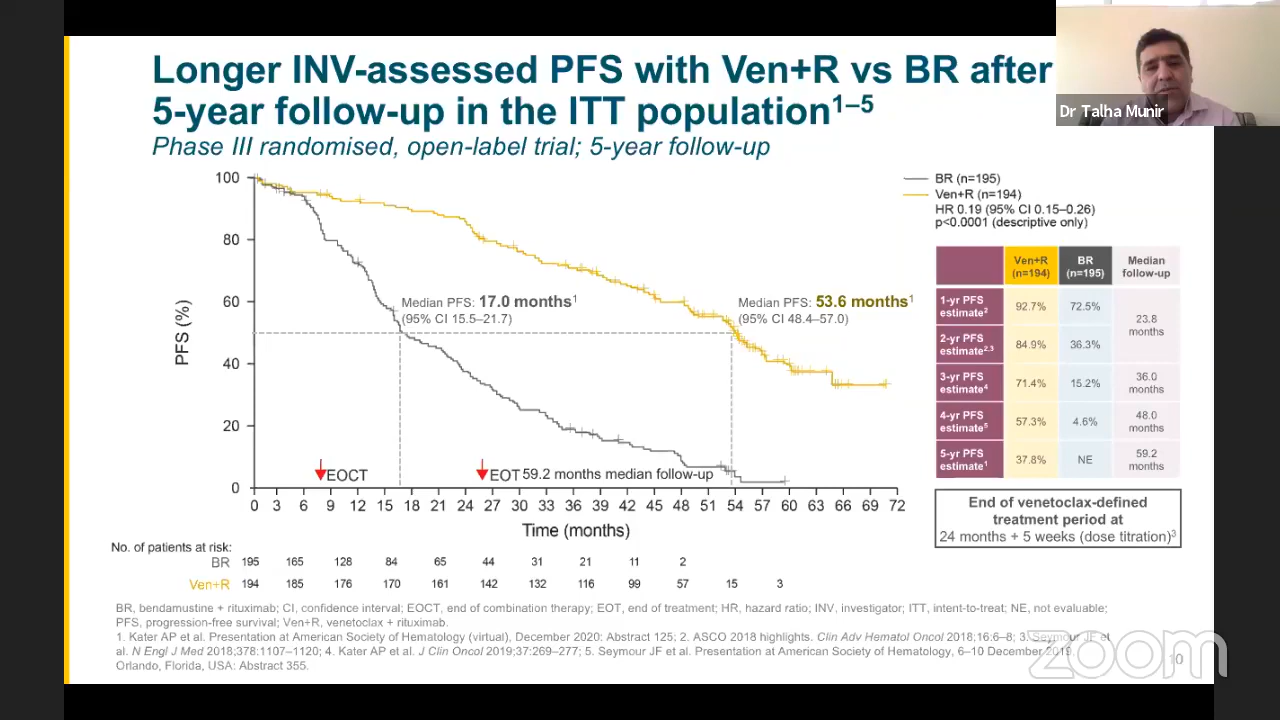 Longer INV-assessed PFS with Ven+R vs BR after
5-year follow-up in the ITT population1–5
Phase III randomised, open-label trial; 5-year follow-up
Dr Talha Munir
100
80
60
40
20
0
PFS (%)
BR (n=195)
Ven+R (n=194)
HR 0.19 (95% CI 0.15–0.26)
p<0.0001 (descriptive only)
Median PFS: 17.0 months1
(95% CI 15.5–21.7)
Median PFS: 53.6 months1
(95% CI 48.4–57.0)
EOCT
EOT 59.2 months median follow-up
0 3 6 9 12 15 18 21 24 27 30 33 36 39 42 45 48 51 54 57 60 63 66 69 72
Time (months)
No. of patients at risk:
BR 195 165 128 84 65 44 31 21 11 2
Ven+R 194 185 176 170 161 142 132 116 99 57 15 3
Ven+R (n=194) BR (n=195) Median follow-up
1-yr PFS estimate2 92.7% 72.5% 23.8 months
2-yr PFS estimate2,3 84.9% 36.3%
3-yr PFS estimate4 71.4% 15.2% 36.0 months
4-yr PFS estimate5 57.3% 4.6% 48.0 months
5-yr PFS estimate1 37.8% NE 59.2 months
End of venetoclax-defined
treatment period at
24 months + 5 weeks (dose titration)3
BR, bendamustine + rituximab; CI, confidence interval; EOCT, end of combination therapy; EOT, end of treatment; HR, hazard ratio; INV, investigator; ITT, intent-to-treat; NE, not evaluable;
PFS, progression-free survival; Ven+R, venetoclax + rituximab.
1. Kater AP et al. Presentation at American Society of Hematology (virtual), December 2020: Abstract 125; 2. ASCO 2018 highlights. Clin Adv Hematol Oncol 2018;16:6–8; 3. Seymour JF et
al. N Engl J Med 2018;378:1107–1120; 4. Kater AP et al. J Clin Oncol 2019;37:269–277; 5. Seymour JF et al. Presentation at American Society of Hematology, 6–10 December 2019.
Orlando, Florida, USA: Abstract 355.
10
zoom